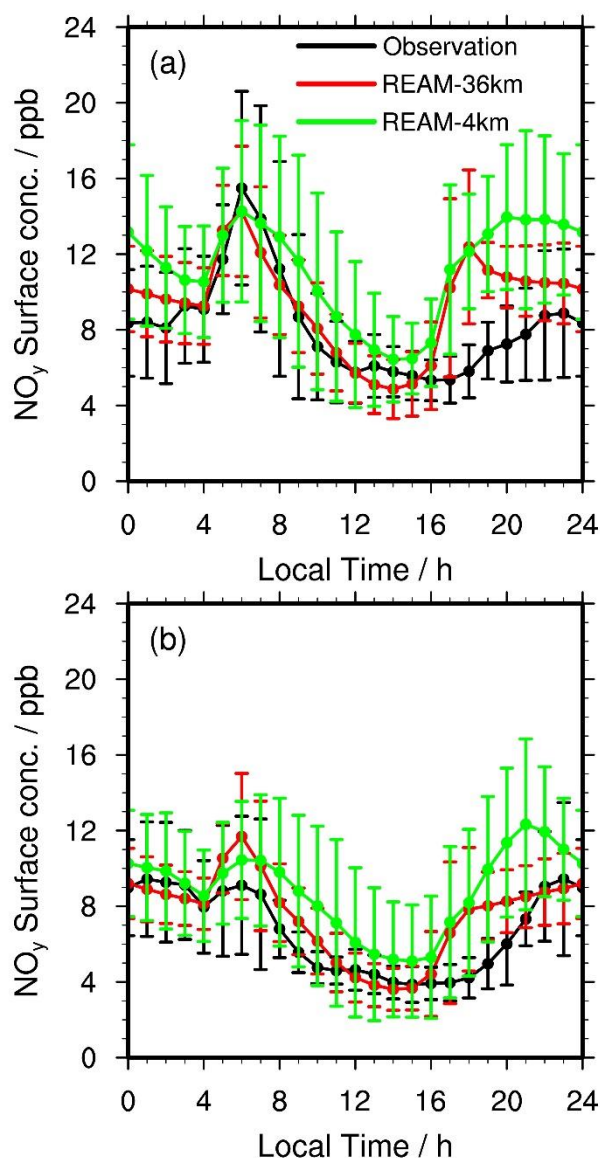 (a)
Observation
REAM-36km
REAM-4km
24
20
16
12
8
4
0
NOy Surface conc. / ppb
0 4 8 12 16 20 24
Local Time / h
(b)
24
20
16
12
8
4
0
NOy Surface conc. / ppb
0 4 8 12 16 20 24
Local Time / h